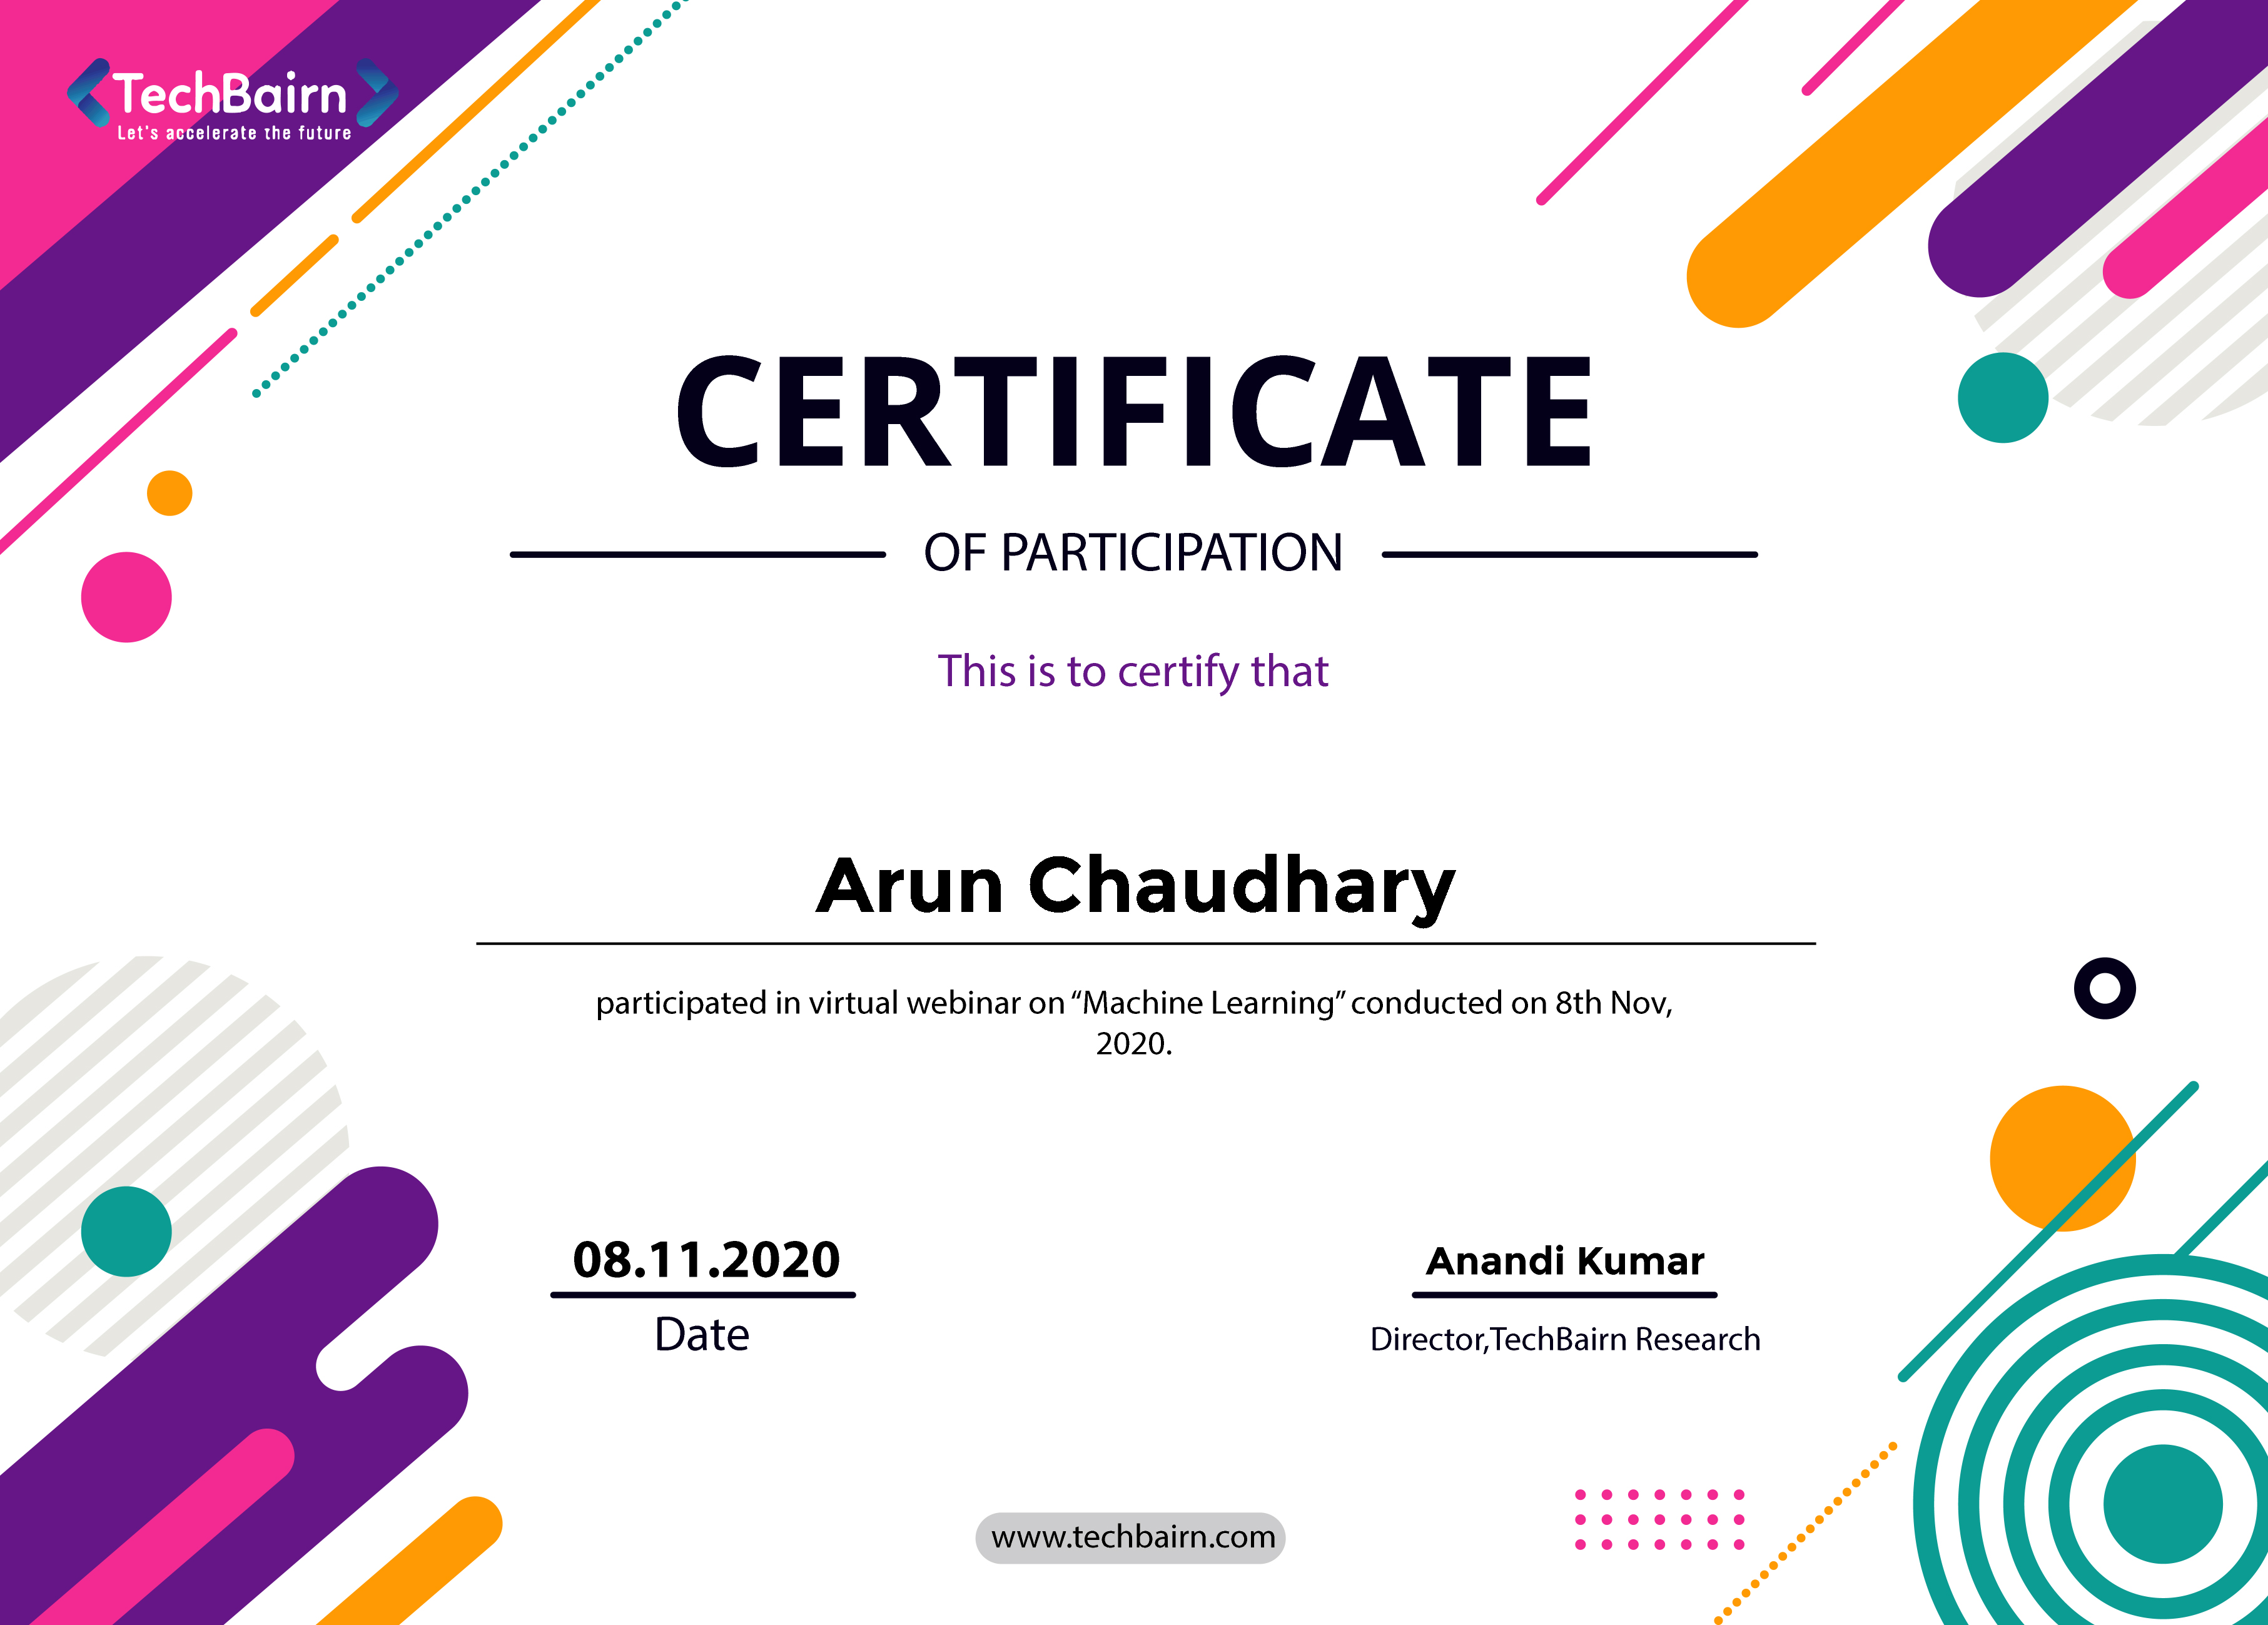 TechBairn
Let's accelerate the future
CERTIFICATE
OF PARTICIPATION
This is to certify that
Arun Chaudhary
participated in virtual webinar on “Machine Learning” conducted on 8th Nov,
2020.
08.11.2020
Date
Anandi Kumar
Director,TechBairn Research
www.techbairn.com